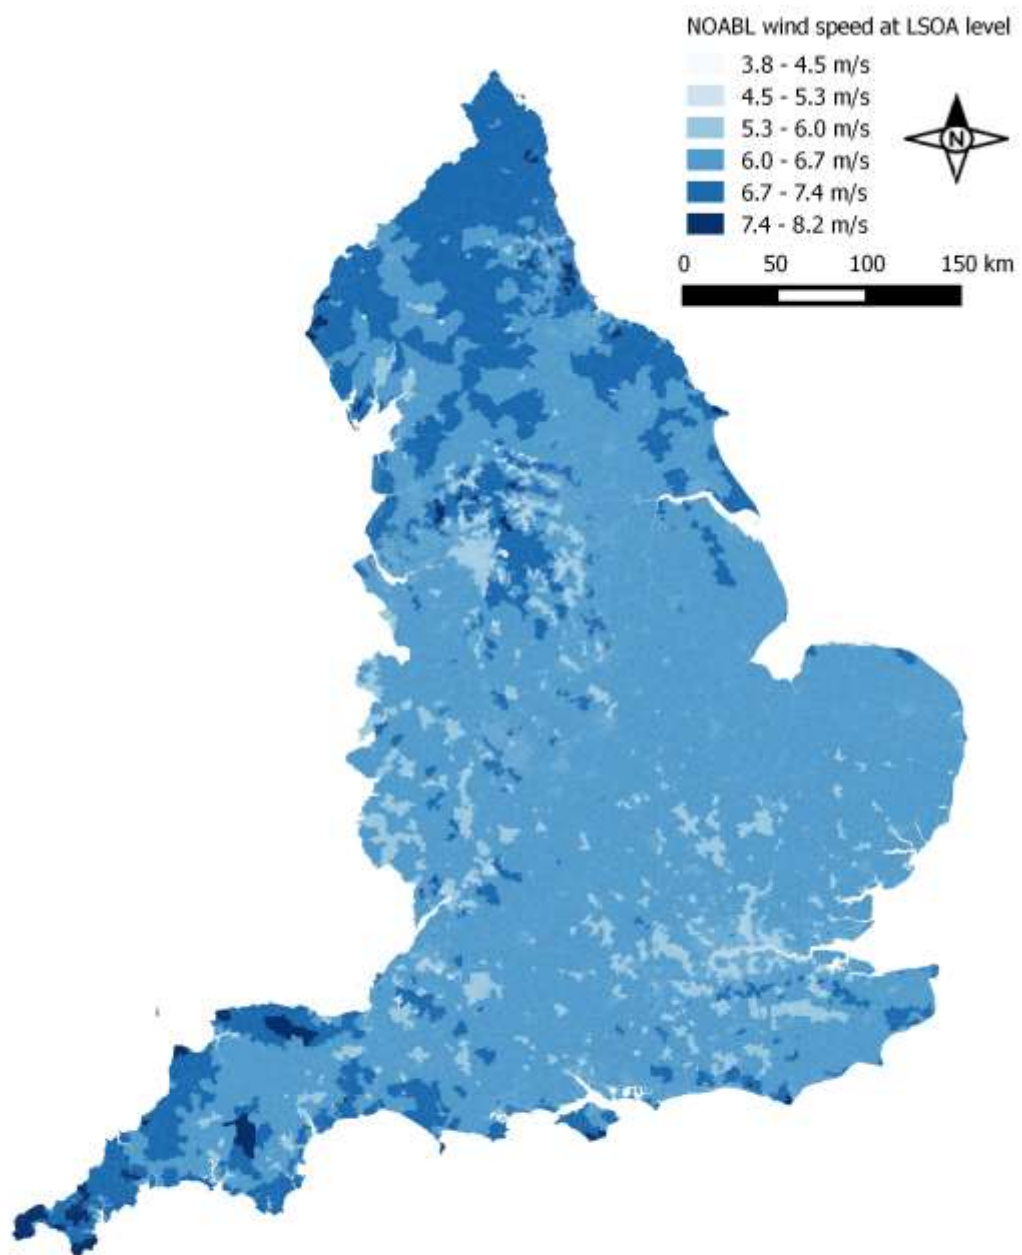 NOABL wind speed at LSOA level
3.8 - 4.5 m/s
4.5 - 5.3 m/s
5.3 - 6.0 m/s
6.0 - 6.7 m/s
6.7 - 7.4 m/s
7.4 - 8.2 m/s
N
0 50 100 150 km